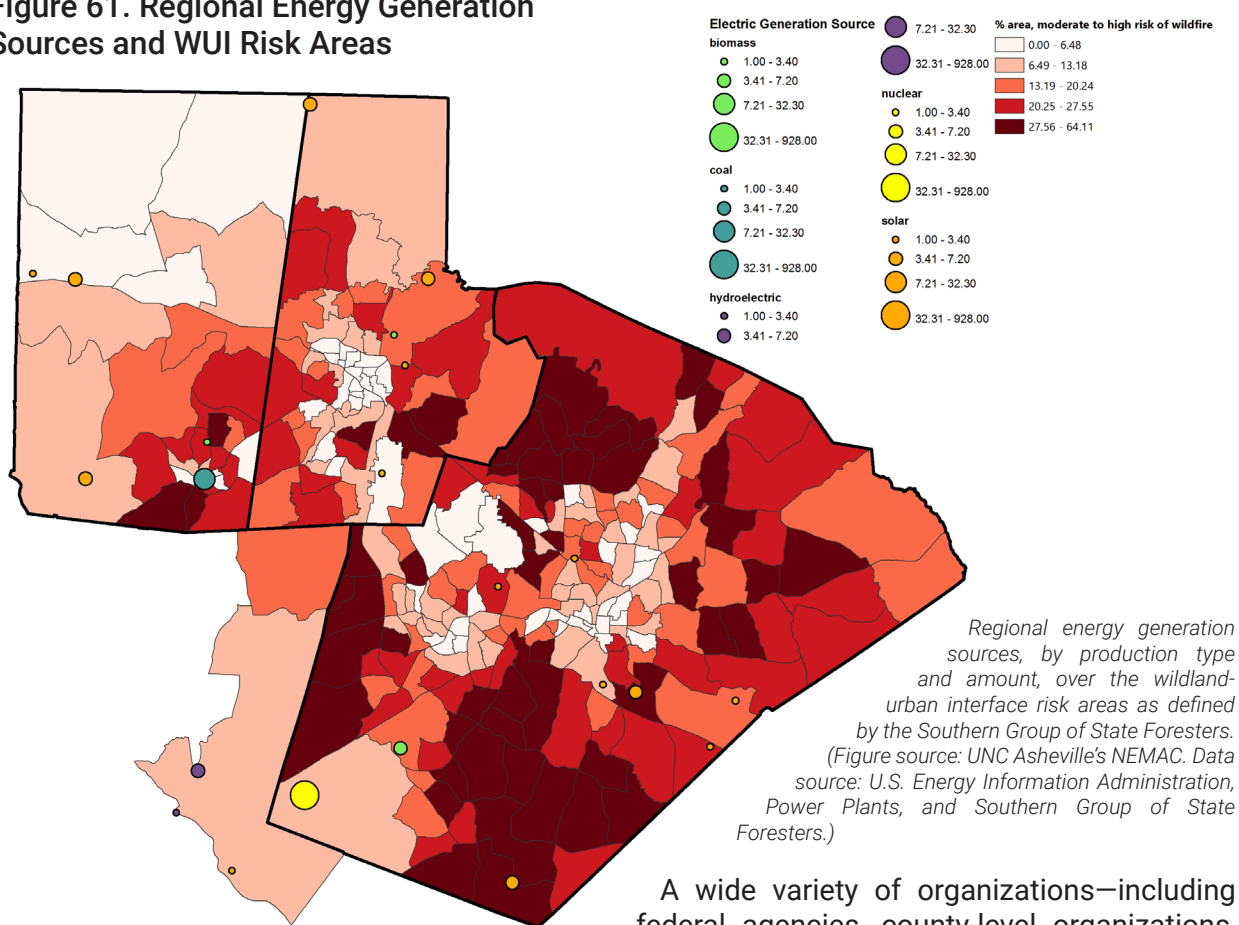 Figure 61. Regional Energy Generation
Sources and WUI Risk Areas
Electric Generation Source
biomass
1.00 - 3.40
3.41 - 7.20
7.21 - 32.30
32.31 - 928.00
coal
1.00 - 3.40
3.41 - 7.20
7.21 - 32.30
32.31 - 928.00
hydroelectric
1.00 - 3.40
3.41 - 7.20
7.21 - 32.30
32.31 - 928.00
nuclear
1.00 - 3.40
3.41 - 7.20
7.21 - 32.30
32.31 - 928.00
solar
1.00 - 3.40
3.41 - 7.20
7.21 - 32.30
32.31 - 928.00
% area, moderate to high risk of wildfire
0.00 - 6.48
6.49 - 13.18
13.19 - 20.24
20.25 - 27.55
27.56 - 64.11
Regional energy generation
sources, by production type
and amount, over the wildland-
urban interface risk areas as defined
by the Southern Group of State Foresters.
(Figure source: UNC Asheville's NEMAC. Data
source: U.S. Energy Information Administration,
Power Plants, and Southern Group of State
Foresters.)
A wide variety of organizations—including
federal agencies, county-level organizations,